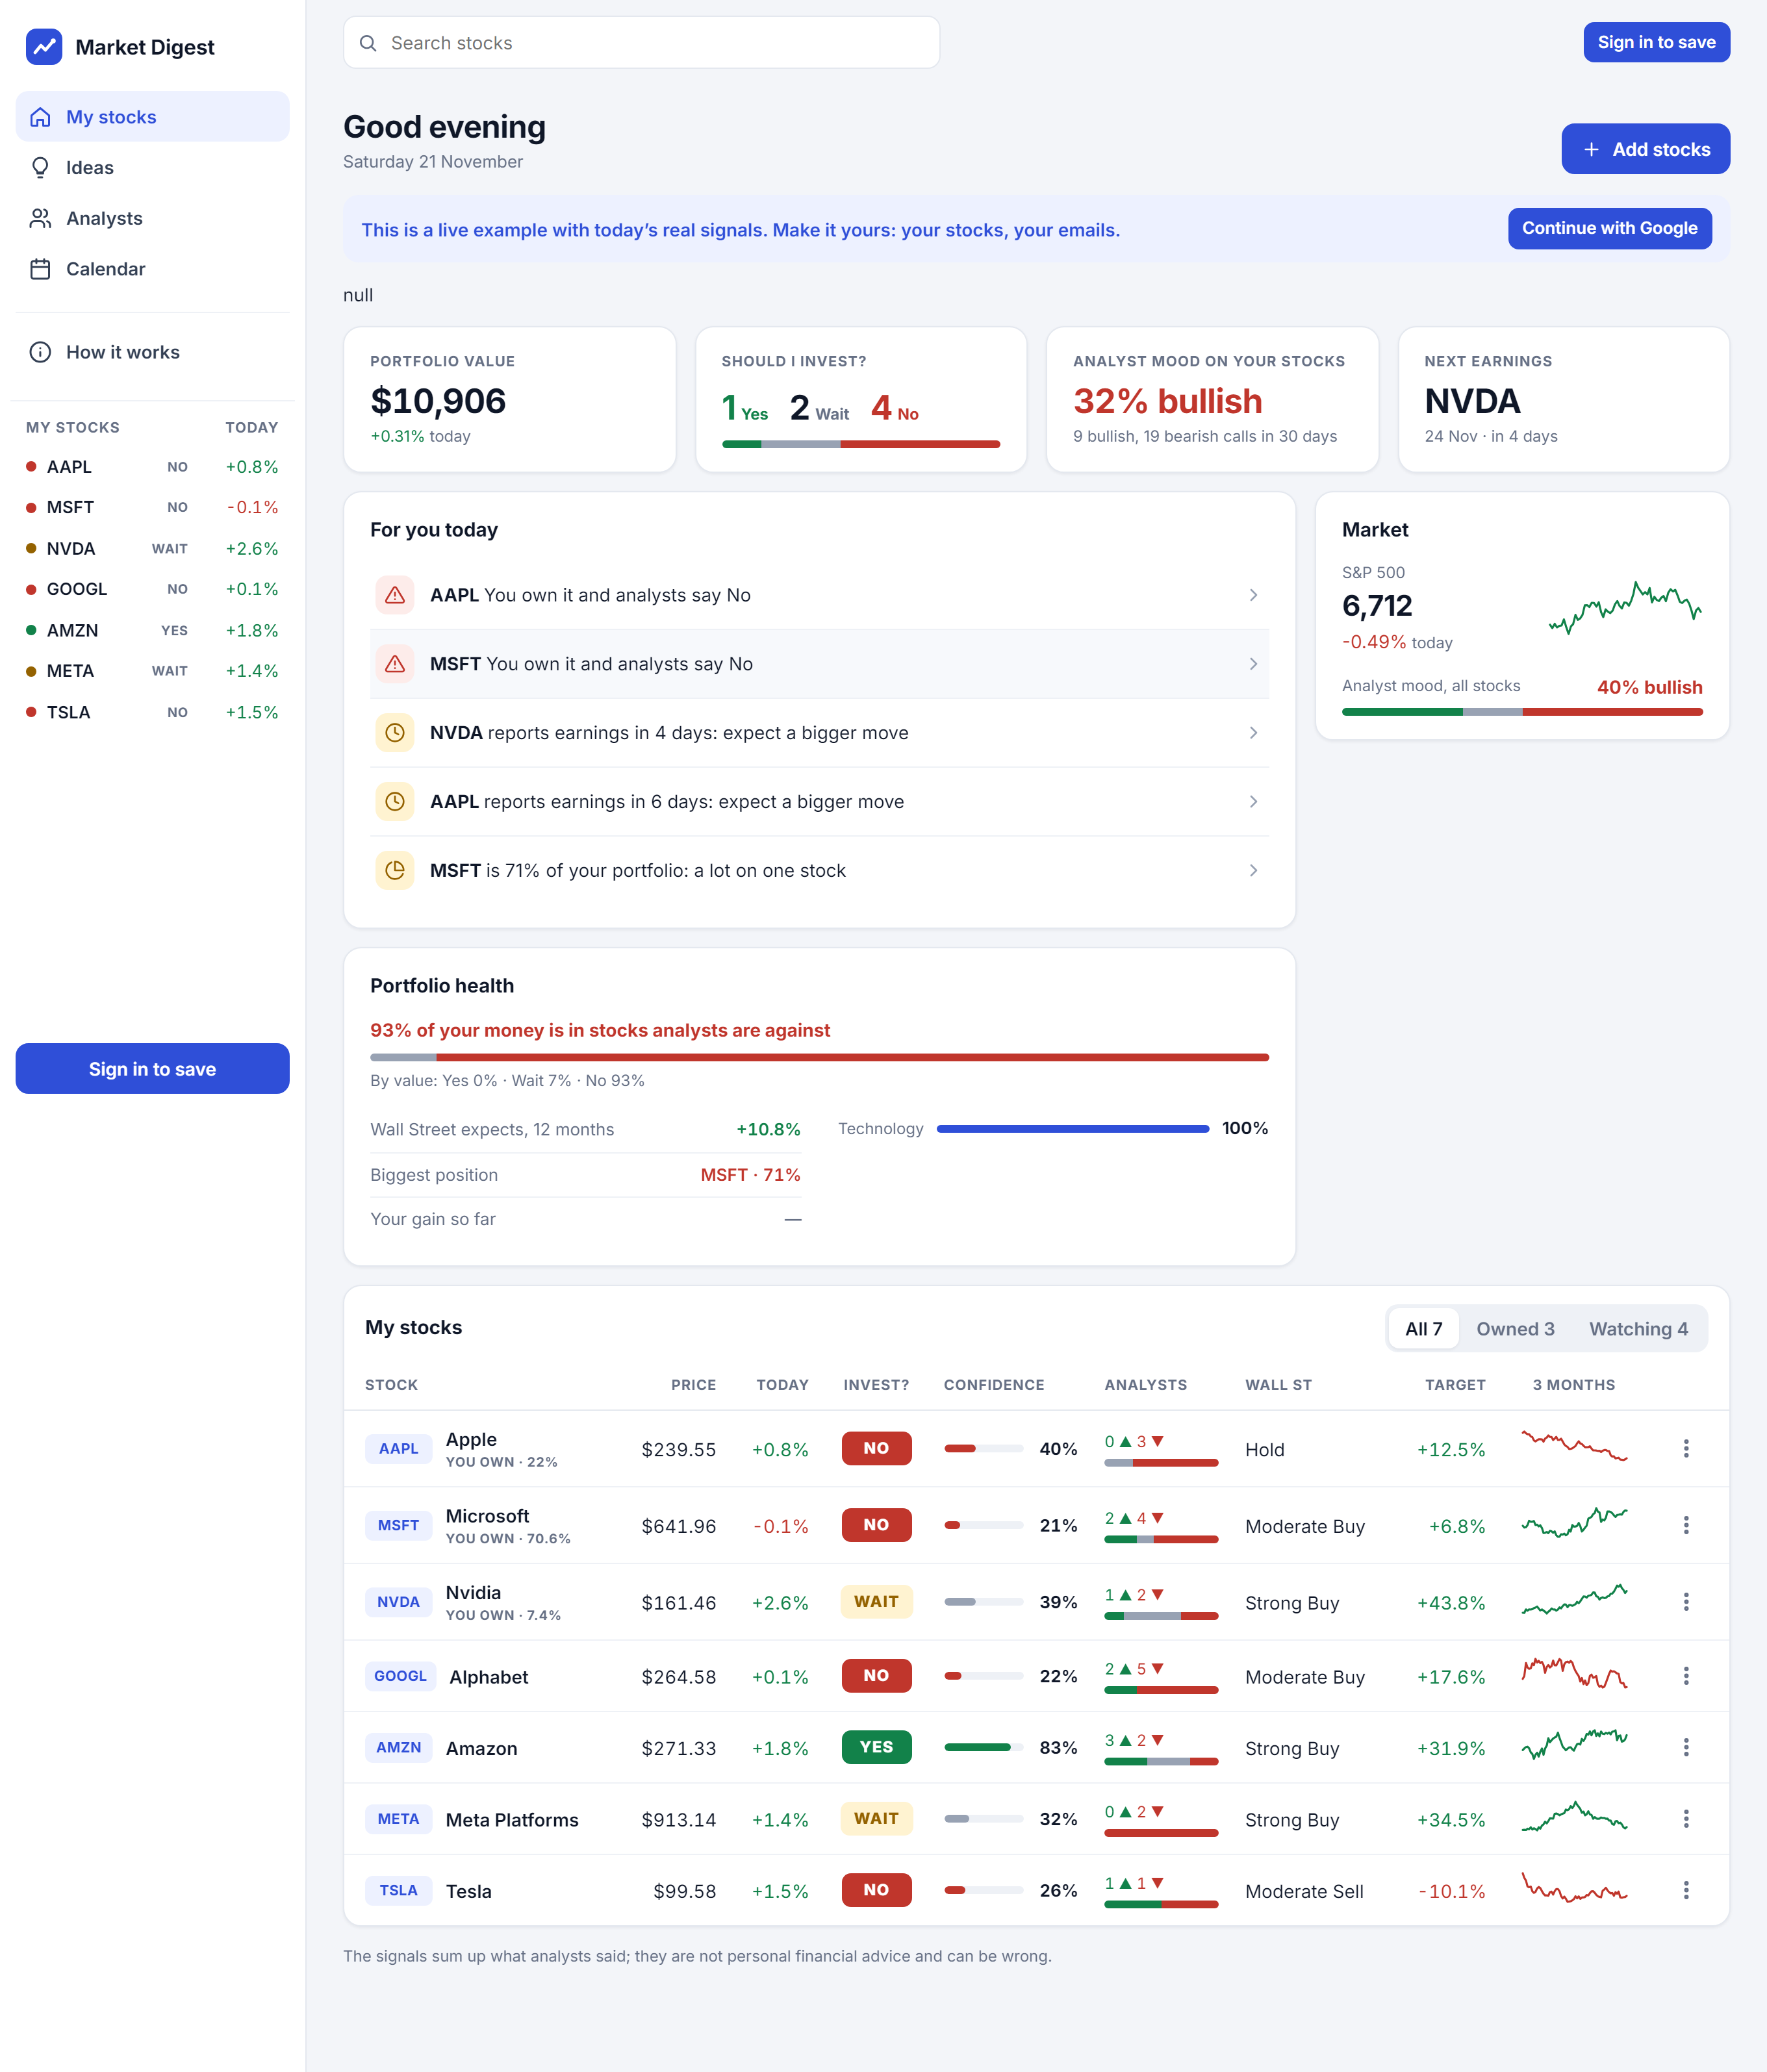 Market Digest
My stocks
Ideas
Analysts
Calendar
How it works
MY STOCKS TODAY
AAPL NO +0.8%
MSFT NO -0.1%
NVDA WAIT +2.6%
GOOGL NO +0.1%
AMZN YES +1.8%
META WAIT +1.4%
TSLA NO +1.5%
Sign in to save
Search stocks
Sign in to save
Good evening
Saturday 21 November
Add stocks
This is a live example with today’s real signals. Make it yours: your stocks, your emails.
Continue with Google
null
PORTFOLIO VALUE
$10,906
+0.31% today
SHOULD I INVEST?
1 Yes 2 Wait 4 No
ANALYST MOOD ON YOUR STOCKS
32% bullish
9 bullish, 19 bearish calls in 30 days
NEXT EARNINGS
NVDA
24 Nov · in 4 days
For you today
AAPL You own it and analysts say No
MSFT You own it and analysts say No
NVDA reports earnings in 4 days: expect a bigger move
AAPL reports earnings in 6 days: expect a bigger move
MSFT is 71% of your portfolio: a lot on one stock
Market
S&P 500
6,712
-0.49% today
Analyst mood, all stocks 40% bullish
Portfolio health
93% of your money is in stocks analysts are against
By value: Yes 0% · Wait 7% · No 93%
Wall Street expects, 12 months +10.8%
Biggest position MSFT · 71%
Your gain so far —
Technology 100%
My stocks
All 7 Owned 3 Watching 4
STOCK PRICE TODAY INVEST? CONFIDENCE ANALYSTS WALL ST TARGET 3 MONTHS
AAPL Apple YOU OWN · 22% $239.55 +0.8% NO 40% 0 ▲ 3 ▼ Hold +12.5%
MSFT Microsoft YOU OWN · 70.6% $641.96 -0.1% NO 21% 2 ▲ 4 ▼ Moderate Buy +6.8%
NVDA Nvidia YOU OWN · 7.4% $161.46 +2.6% WAIT 39% 1 ▲ 2 ▼ Strong Buy +43.8%
GOOGL Alphabet $264.58 +0.1% NO 22% 2 ▲ 5 ▼ Moderate Buy +17.6%
AMZN Amazon $271.33 +1.8% YES 83% 3 ▲ 2 ▼ Strong Buy +31.9%
META Meta Platforms $913.14 +1.4% WAIT 32% 0 ▲ 2 ▼ Strong Buy +34.5%
TSLA Tesla $99.58 +1.5% NO 26% 1 ▲ 1 ▼ Moderate Sell -10.1%
The signals sum up what analysts said; they are not personal financial advice and can be wrong.